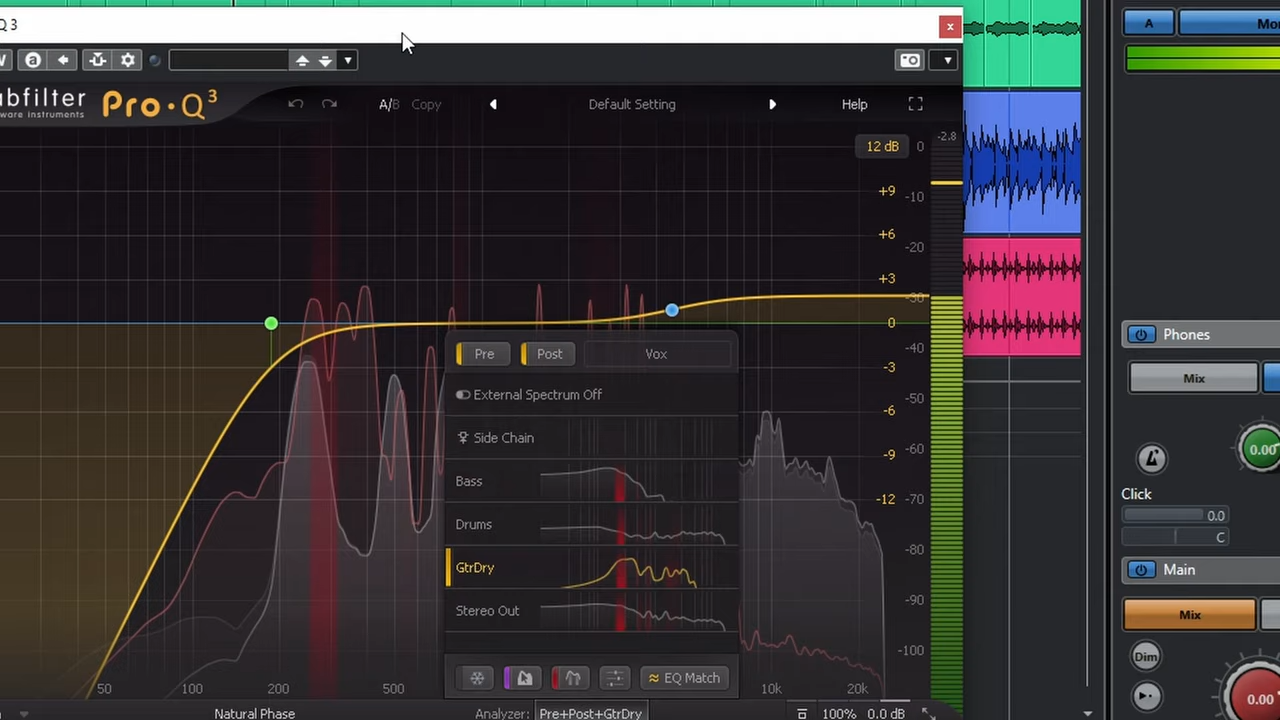 Q 3
A
abfilter
software instruments
Pro·Q3
A/B
Copy
Default Setting
Help
-2.8
12 dB
0
+9
-10
+6
-20
+3
-30
0
-40
-3
-50
-6
-60
-9
-70
-12
-80
-90
-100
Pre
Post
Vox
External Spectrum Off
Side Chain
Bass
Drums
GtrDry
Stereo Out
EQ Match
50
100
200
500
10k
20k
Natural Phase
Analyzer:
Pre+Post+GtrDry
100%
0.0 dB
Phones
Mix
0.00
Click
0.0
C
Main
Mix
Dim
0.00